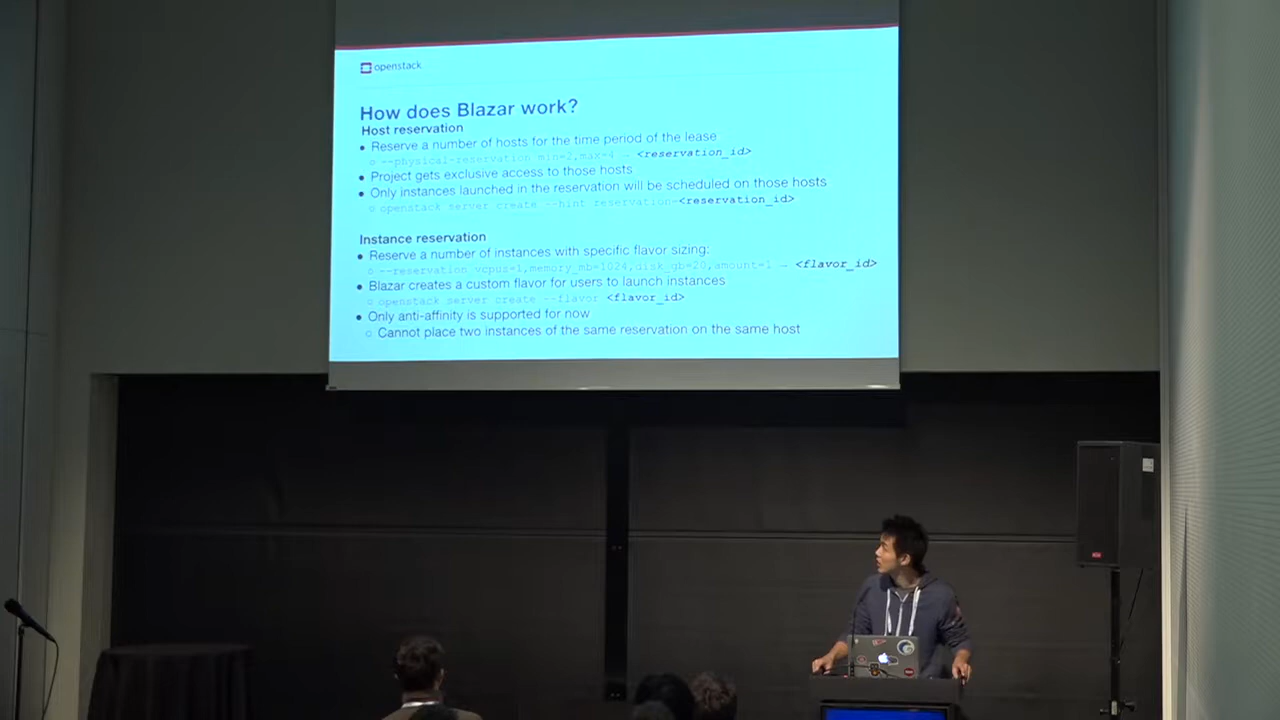 openstack
How does Blazar work?
Host reservation
• Reserve a number of hosts for the time period of the lease
○ --physical-reservation min=2,max=4 → <reservation_id>
• Project gets exclusive access to those hosts
• Only instances launched in the reservation will be scheduled on those hosts
○ openstack server create --hint reservation=<reservation_id>
Instance reservation
• Reserve a number of instances with specific flavor sizing:
○ --reservation vcpus=1,memory_mb=1024,disk_gb=20,amount=1 → <flavor_id>
• Blazar creates a custom flavor for users to launch instances
○ openstack server create --flavor <flavor_id>
• Only anti-affinity is supported for now
○ Cannot place two instances of the same reservation on the same host